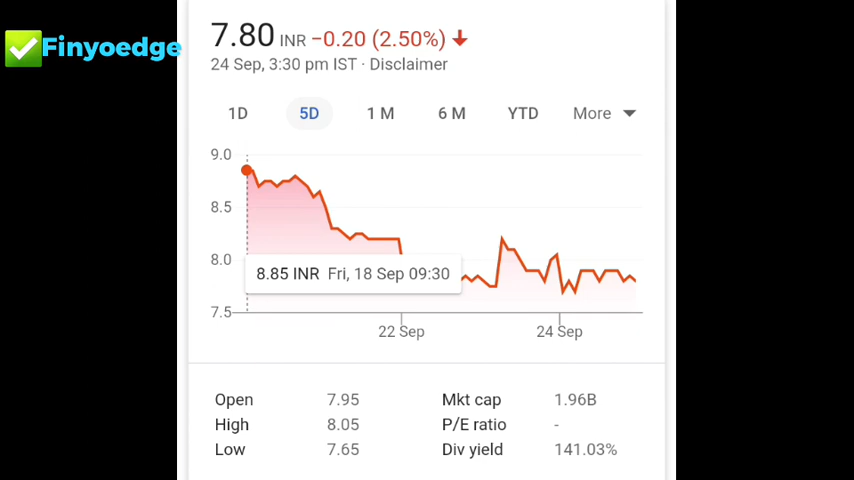 7.80 INR −0.20 (2.50%)
Finyoedge
24 Sep, 3:30 pm IST · Disclaimer
1D 5D 1 M 6 M YTD More
9.0
8.5
8.0
8.85 INR Fri, 18 Sep 09:30
7.5
22 Sep 24 Sep
Open 7.95 Mkt cap 1.96B
High 8.05 P/E ratio -
Low 7.65 Div yield 141.03%